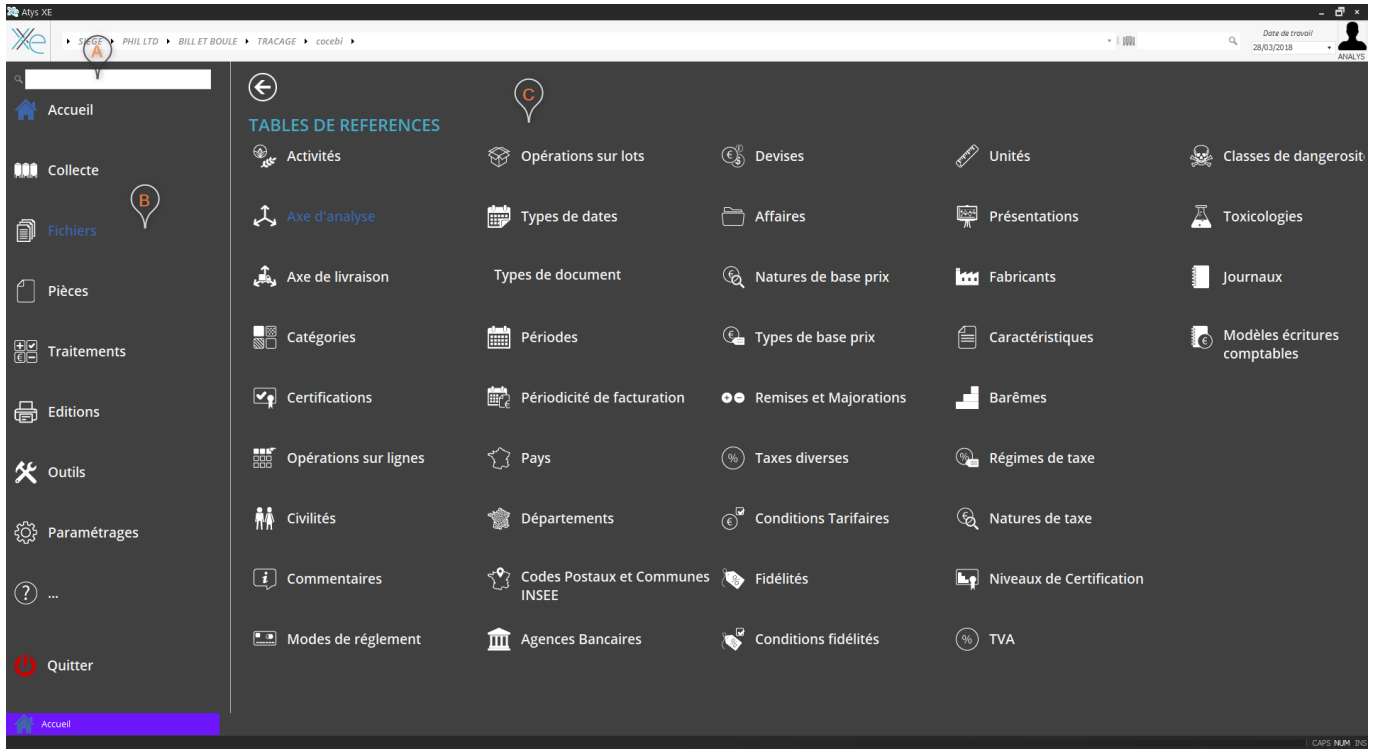 Atys XE
Xe
SIEGE PHIL LTD BILL ET BOULE TRACAGE cocebi
Date de travail
28/03/2018
ANALYS
A
Accueil
Collecte
B
Fichiers
Pièces
Traitements
Editions
Outils
Paramétrages
...
Quitter
Accueil
C
TABLES DE REFERENCES
Activités
Axe d'analyse
Axe de livraison
Catégories
Certifications
Opérations sur lignes
Civilités
Commentaires
Modes de réglement
Opérations sur lots
Types de dates
Types de document
Périodes
Périodicité de facturation
Pays
Départements
Codes Postaux et Communes
INSEE
Agences Bancaires
Devises
Affaires
Natures de base prix
Types de base prix
Remises et Majorations
Taxes diverses
Conditions Tarifaires
Fidélités
Conditions fidélités
Unités
Présentations
Fabricants
Caractéristiques
Barêmes
Régimes de taxe
Natures de taxe
Niveaux de Certification
TVA
Classes de dangerosit
Toxicologies
Journaux
Modèles écritures
comptables
CAPS NUM INS